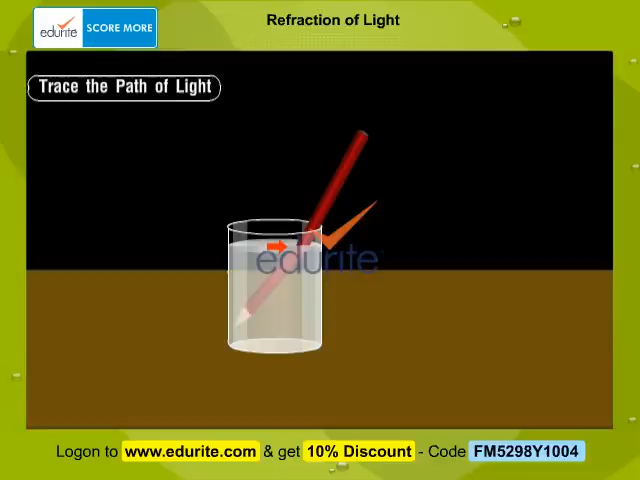 Refraction of Light
edurite SCORE MORE
Trace the Path of Light
edurite
Logon to www.edurite.com & get 10% Discount - Code FM5298Y1004